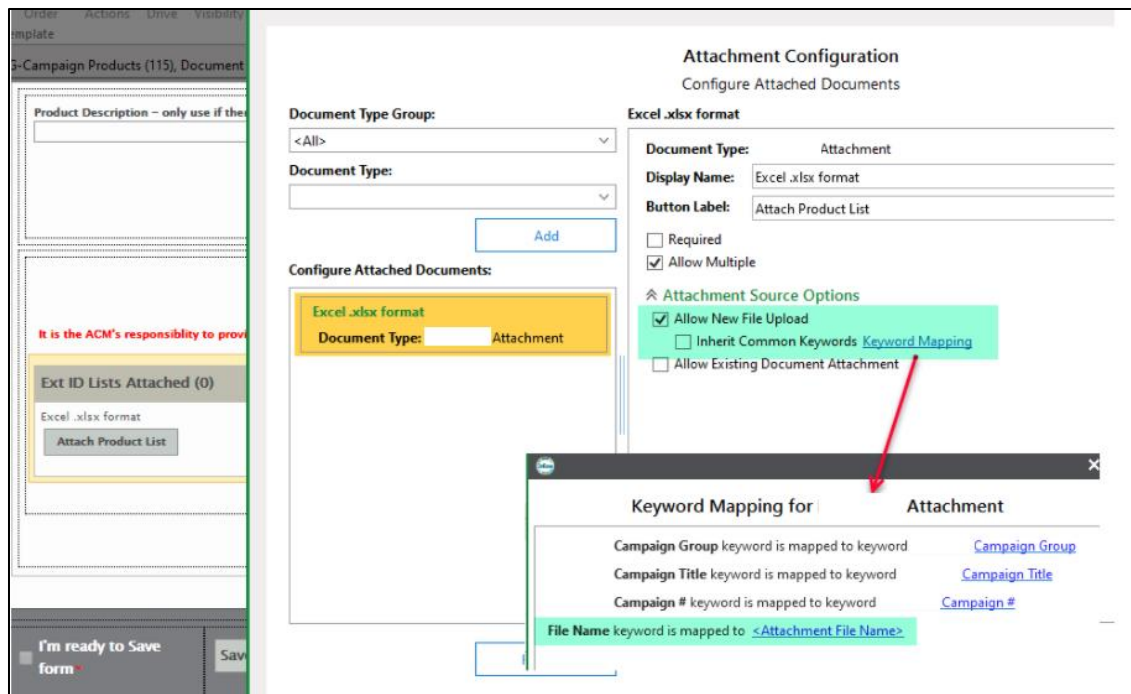 Order Actions Drive Visibility
emplate
G-Campaign Products (115), Document
Product Description – only use if ther
It is the ACM's responsiblity to provi
Ext ID Lists Attached (0)
Excel .xlsx format
Attach Product List
I'm ready to Save
form*
Save
Attachment Configuration
Configure Attached Documents
Document Type Group:
<All>
Document Type:
Add
Configure Attached Documents:
Excel .xlsx format
Document Type: Attachment
Excel .xlsx format
Document Type: Attachment
Display Name: Excel .xlsx format
Button Label: Attach Product List
Required
Allow Multiple
Attachment Source Options
Allow New File Upload
Inherit Common Keywords Keyword Mapping
Allow Existing Document Attachment
Keyword Mapping for Attachment
Campaign Group keyword is mapped to keyword Campaign Group
Campaign Title keyword is mapped to keyword Campaign Title
Campaign # keyword is mapped to keyword Campaign #
File Name keyword is mapped to <Attachment File Name>